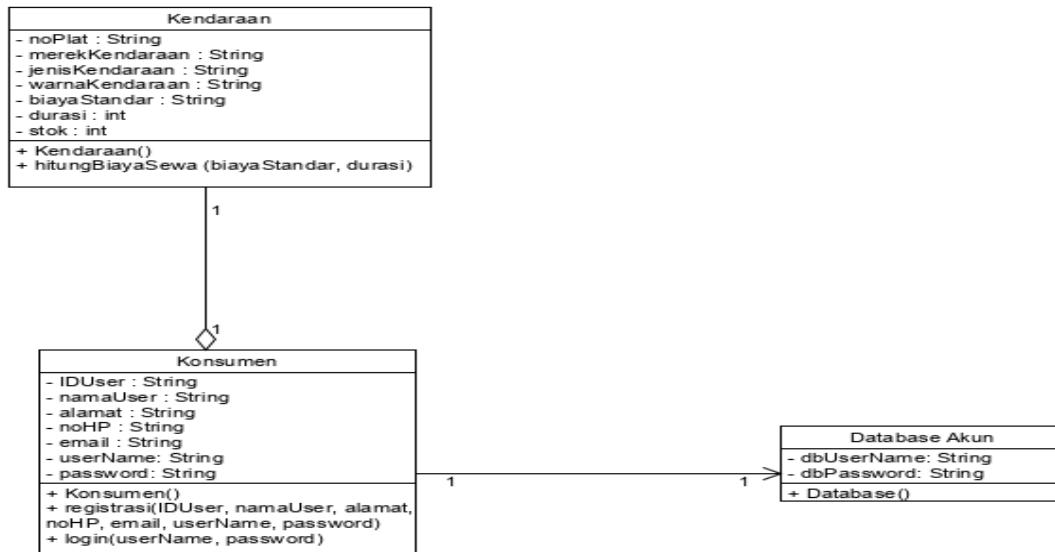 Kendaraan
- noPlat : String
- merekKendaraan : String
- jenisKendaraan : String
- warnaKendaraan : String
- biayaStandar : String
- durasi : int
- stok : int
+ Kendaraan()
+ hitungBiayaSewa (biayaStandar, durasi)
1
1
Konsumen
- IDUser : String
- namaUser : String
- alamat : String
- noHP : String
- email : String
- userName: String
- password: String
+ Konsumen()
+ registrasi(IDUser, namaUser, alamat,
noHP, email, userName, password)
+ login(userName, password)
1
1
Database Akun
- dbUserName: String
- dbPassword: String
+ Database()